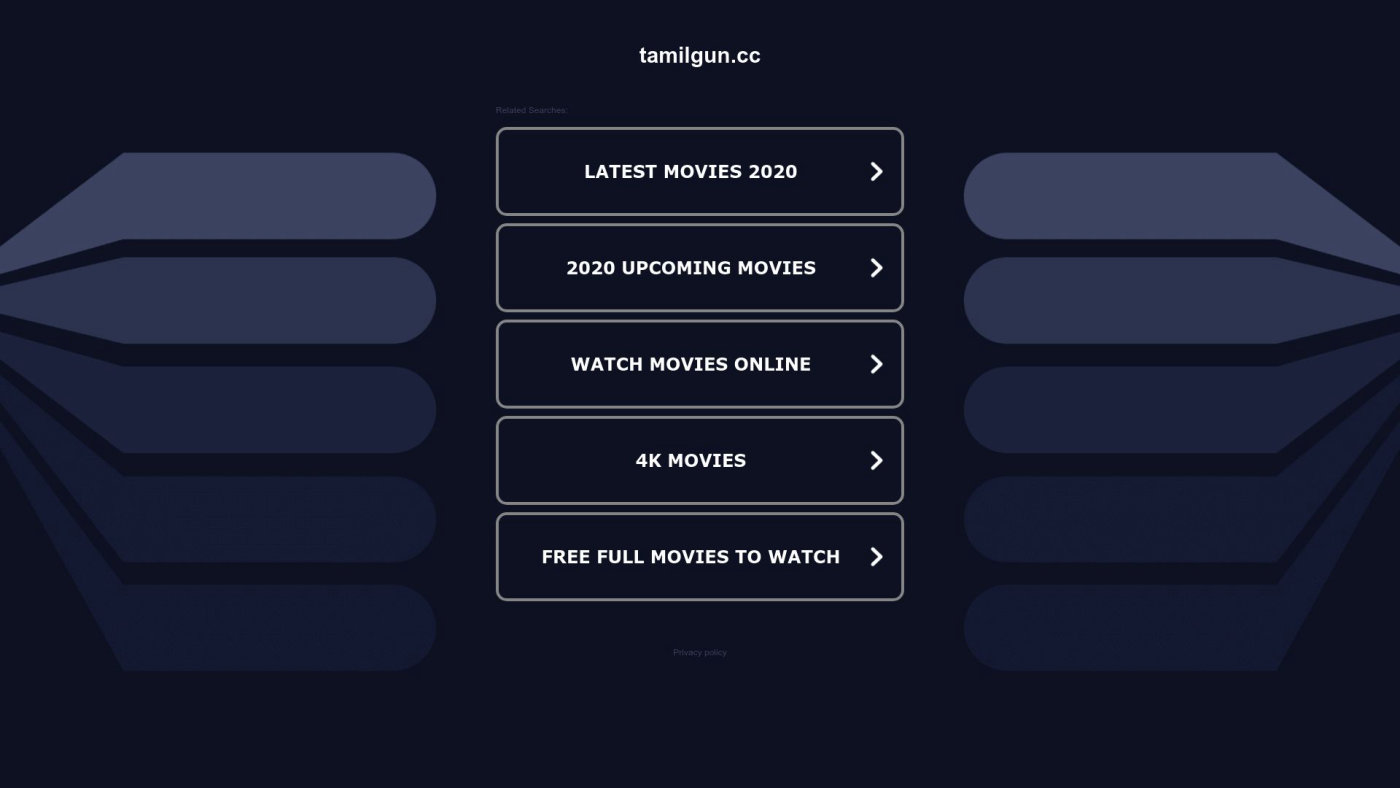 tamilgun.cc
Related Searches:
LATEST MOVIES 2020
2020 UPCOMING MOVIES
WATCH MOVIES ONLINE
4K MOVIES
FREE FULL MOVIES TO WATCH
Privacy policy